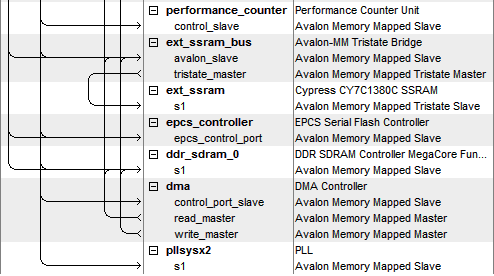 performance_counter Performance Counter Unit
control_slave Avalon Memory Mapped Slave
ext_ssram_bus Avalon-MM Tristate Bridge
avalon_slave Avalon Memory Mapped Slave
tristate_master Avalon Memory Mapped Tristate Master
ext_ssram Cypress CY7C1380C SSRAM
s1 Avalon Memory Mapped Tristate Slave
epcs_controller EPCS Serial Flash Controller
epcs_control_port Avalon Memory Mapped Slave
ddr_sdram_0 DDR SDRAM Controller MegaCore Fun...
s1 Avalon Memory Mapped Slave
dma DMA Controller
control_port_slave Avalon Memory Mapped Slave
read_master Avalon Memory Mapped Master
write_master Avalon Memory Mapped Master
pllsysx2 PLL
s1 Avalon Memory Mapped Slave